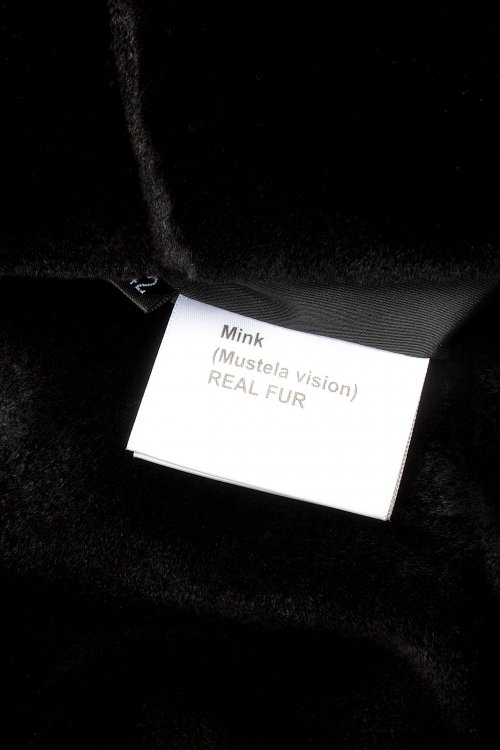 Mink
(Mustela vision)
REAL FUR